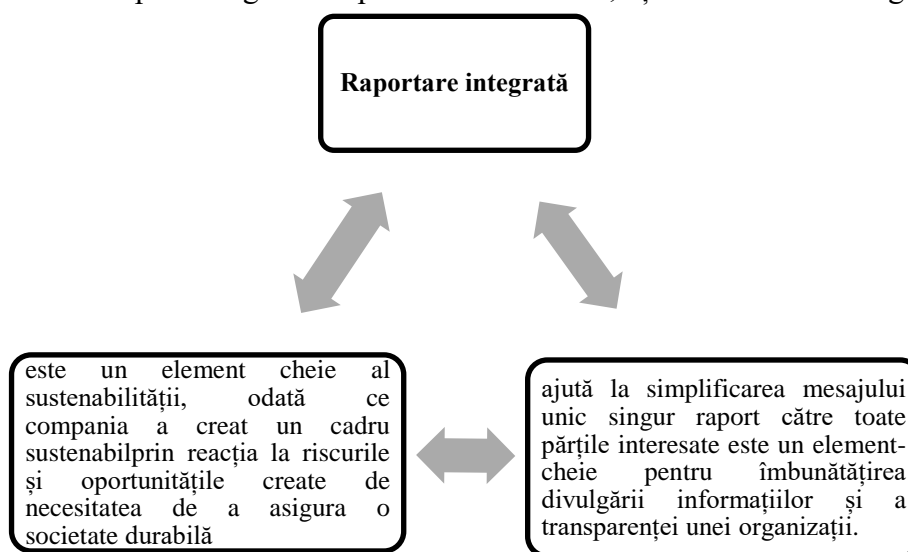 Raportare integrată
este un element cheie al
sustenabilității, odată ce
compania a creat un cadru
sustenabilprin reacția la riscurile
și oportunitățile create de
necesitatea de a asigura o
societate durabilă
ajută la simplificarea mesajului
unic singur raport către toate
părțile interesate este un element-
cheie pentru îmbunătățirea
divulgării informațiilor și a
transparenței unei organizații.